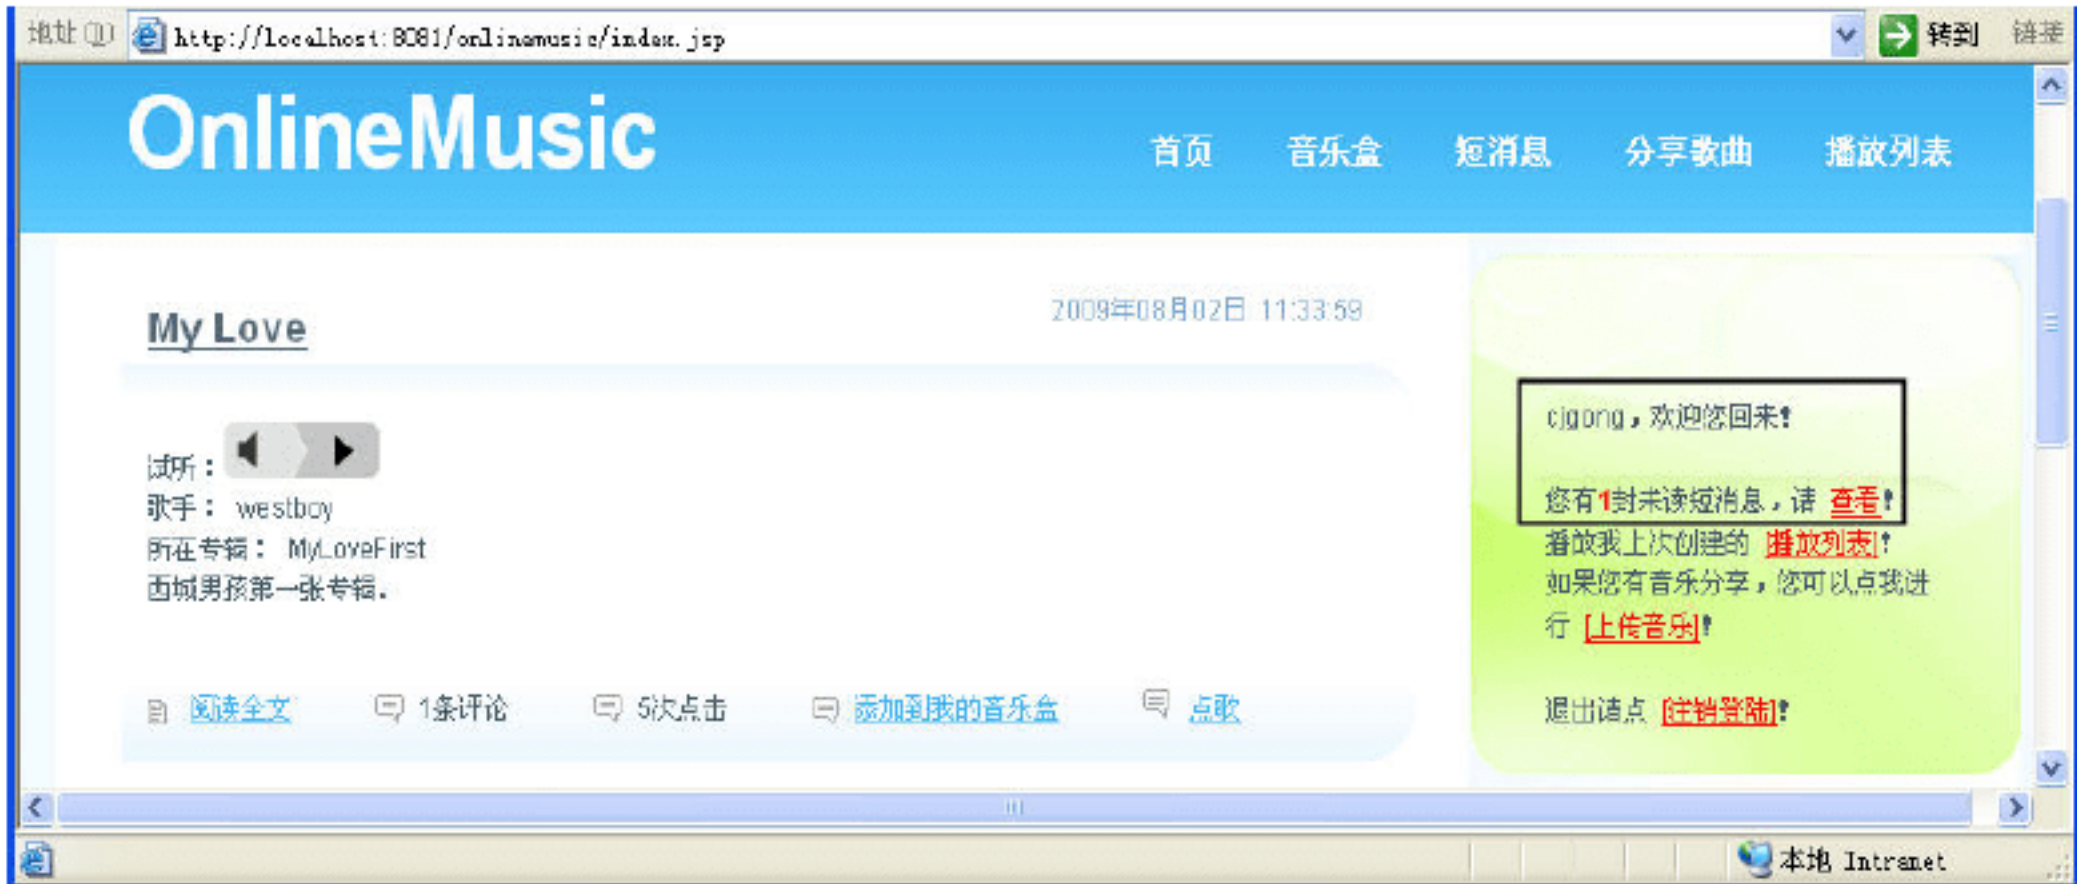 地址(D) http://localhost:8081/onlinemusic/index.jsp 转到 链接
OnlineMusic
首页 音乐盒 短消息 分享歌曲 播放列表
My Love
2009年08月02日 11:33:59
试听：
歌手： westboy
所在专辑： MyLoveFirst
西城男孩第一张专辑.
阅读全文 1条评论 5次点击 添加到我的音乐盒 点歌
cjgong，欢迎您回来!
您有1封未读短消息，请 查看!
播放我上次创建的 [播放列表]!
如果您有音乐分享，您可以点我进
行 [上传音乐]!
退出请点 [注销登陆]!
本地 Intranet